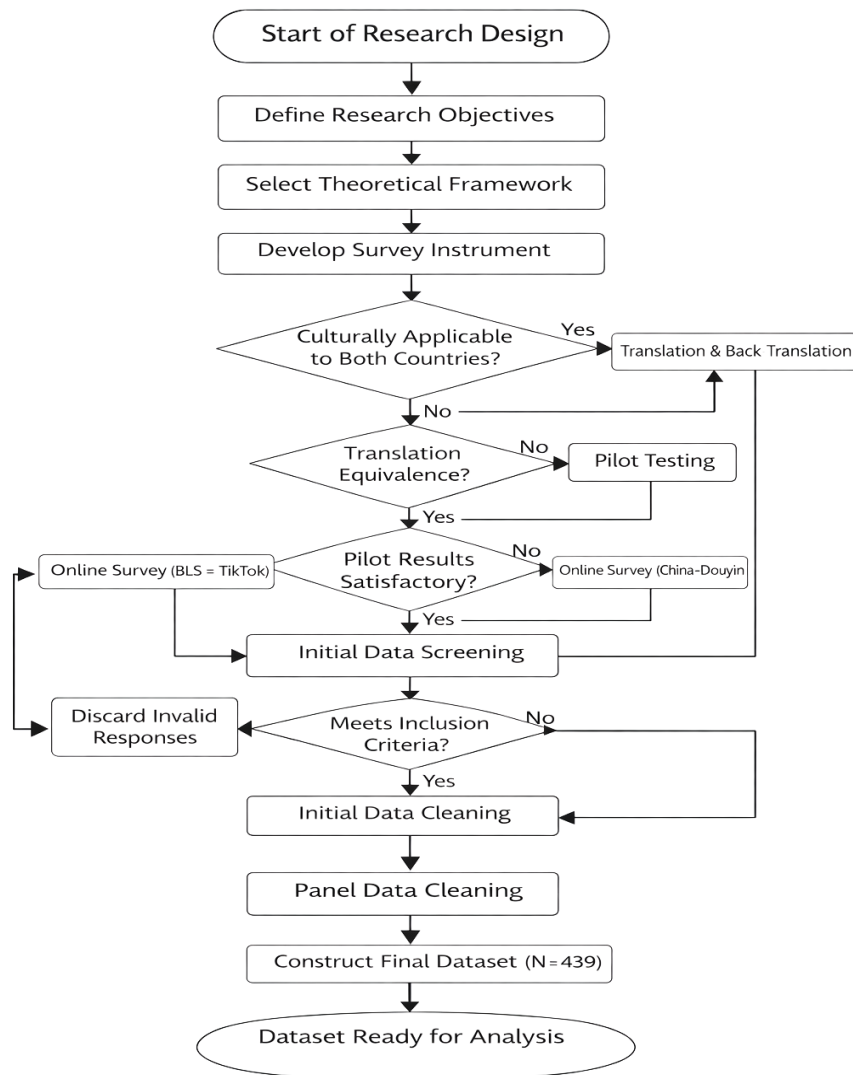 Start of Research Design
Define Research Objectives
Select Theoretical Framework
Develop Survey Instrument
Culturally Applicable
to Both Countries?
Yes
Translation & Back Translation
No
Translation
Equivalence?
No
Pilot Testing
Yes
Online Survey (BLS = TikTok)
Pilot Results
Satisfactory?
No
Online Survey (China-Douyin
Yes
Initial Data Screening
Discard Invalid
Responses
Meets Inclusion
Criteria?
No
Yes
Initial Data Cleaning
Panel Data Cleaning
Construct Final Dataset (N = 439)
Dataset Ready for Analysis